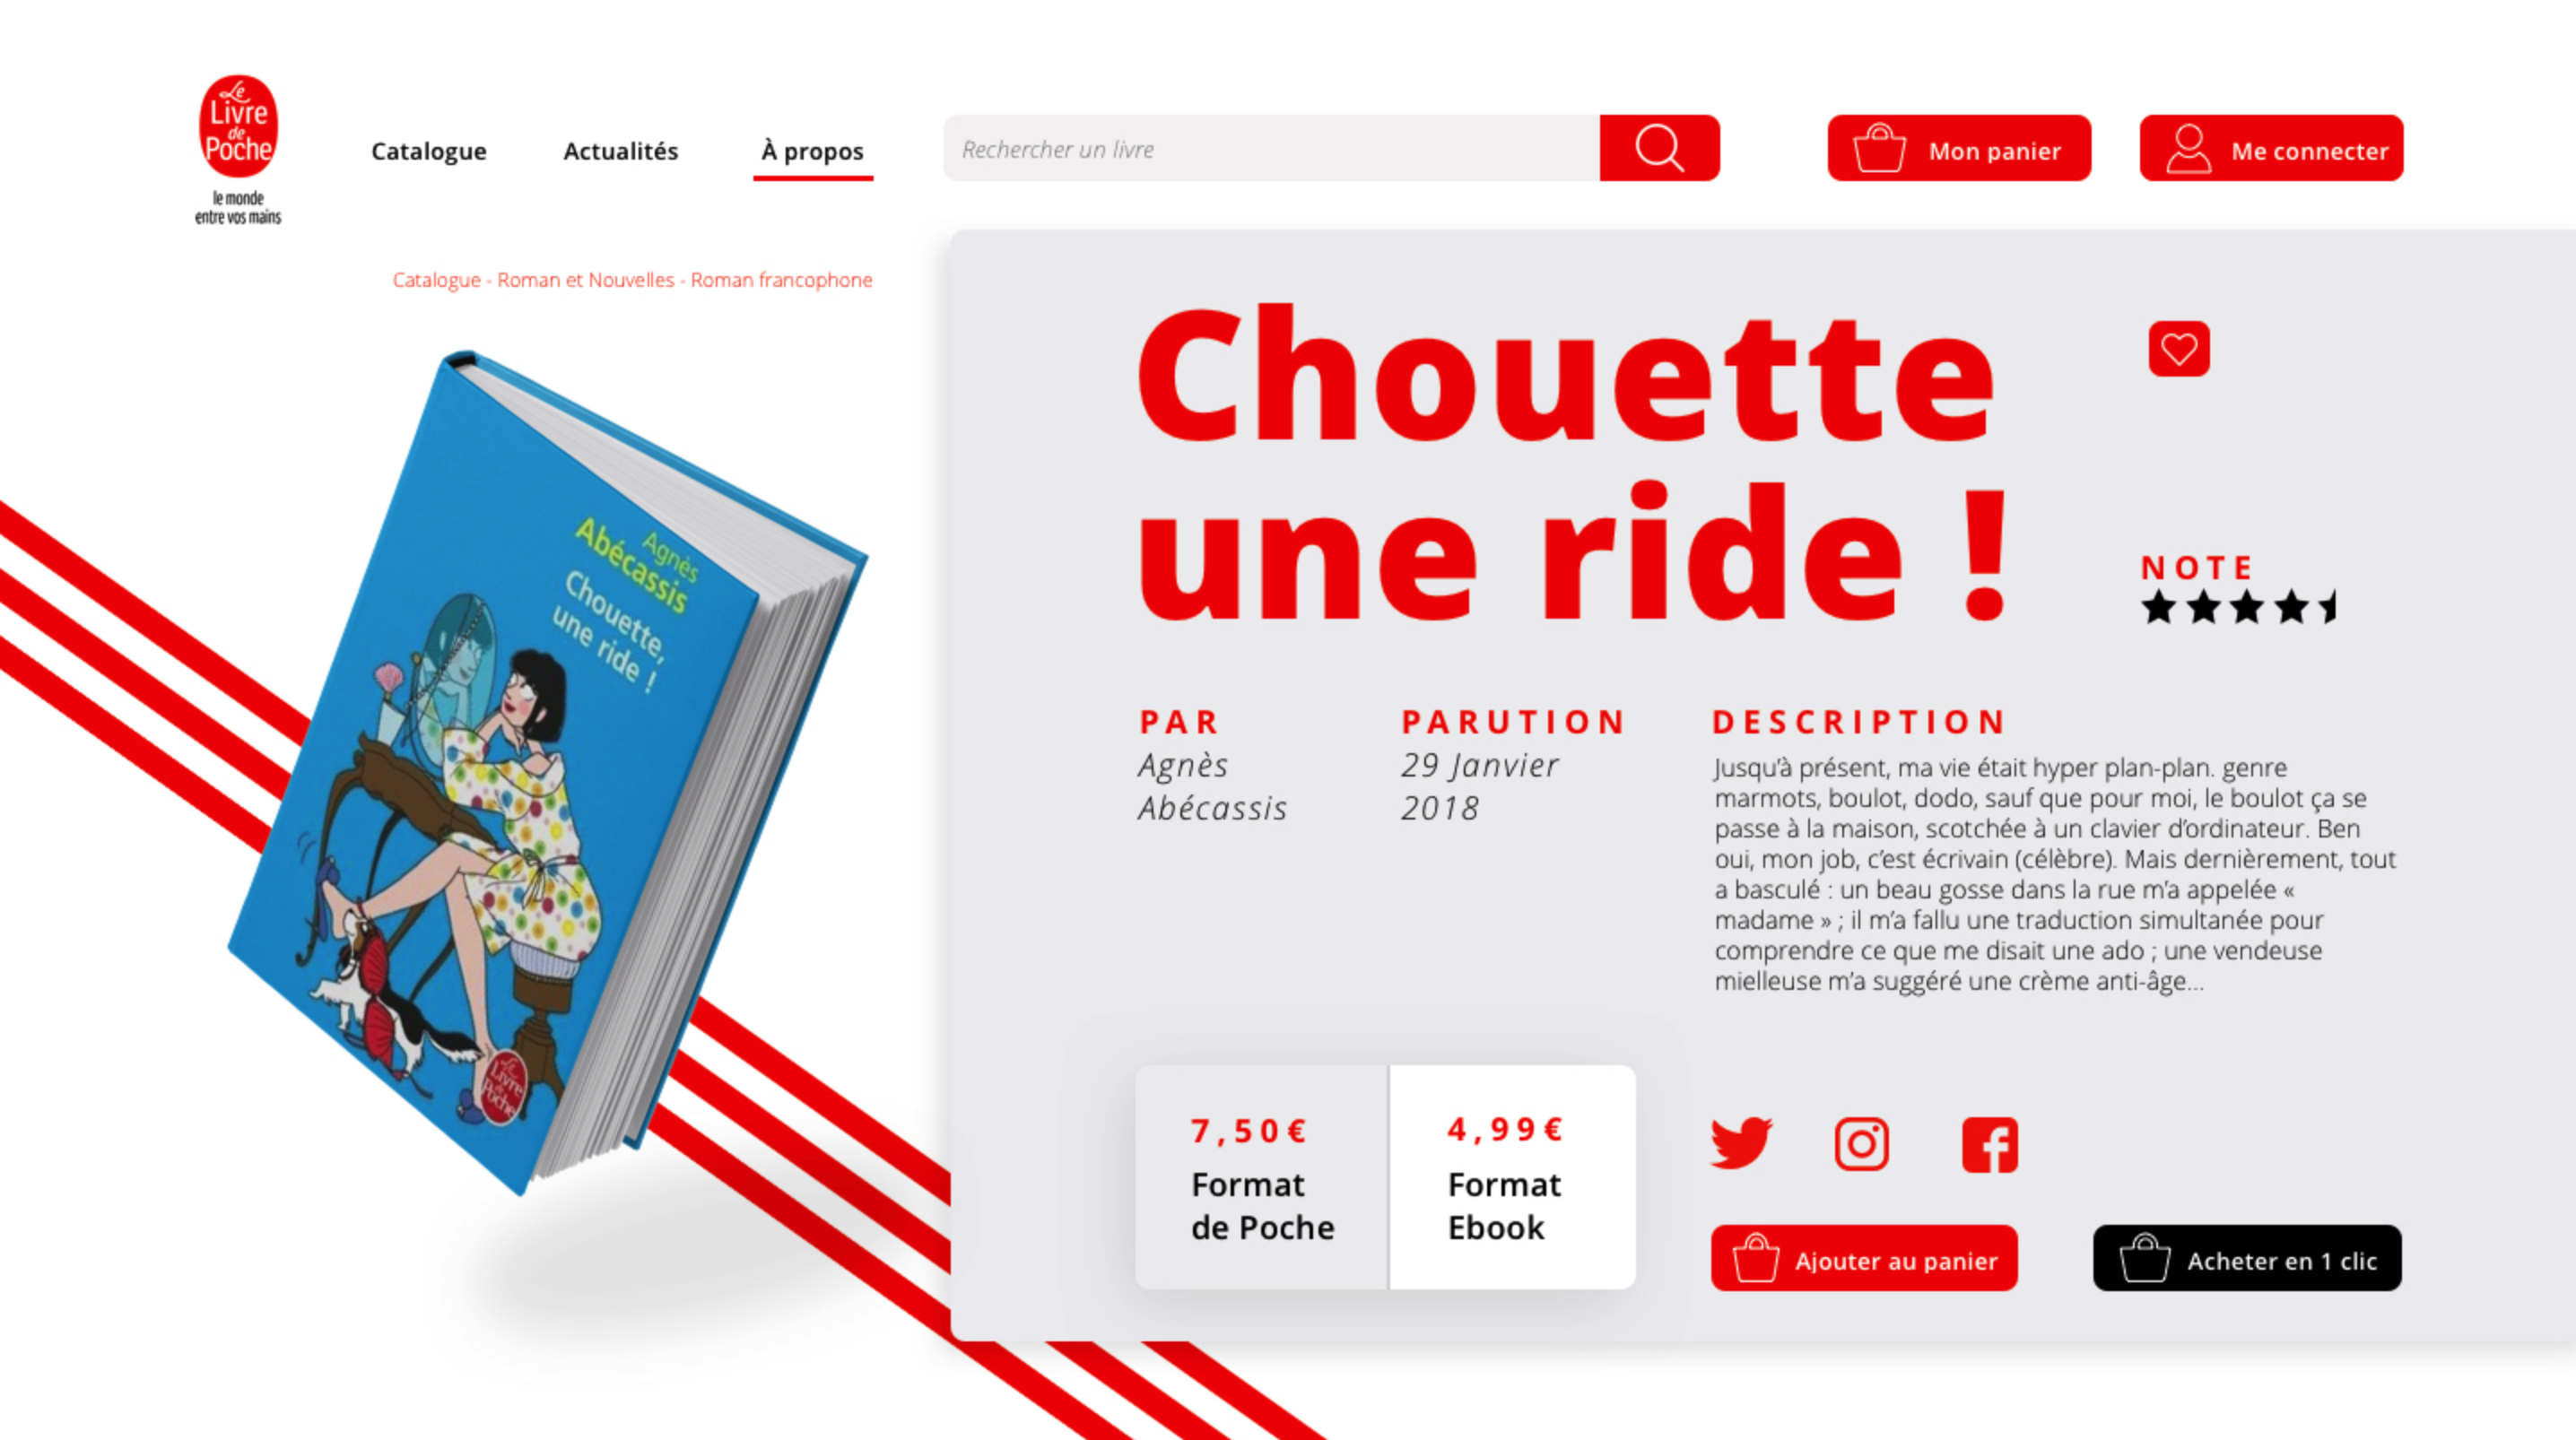 Le
Livre
de
Poche
le monde
entre vos mains
Catalogue
Actualités
À propos
Rechercher un livre
Mon panier
Me connecter
Catalogue - Roman et Nouvelles - Roman francophone
Agnès
Abécassis
Chouette,
une ride !
Le
Livre
de
Poche
Chouette
une ride !
NOTE
PAR
Agnès
Abécassis
PARUTION
29 Janvier
2018
DESCRIPTION
Jusqu'à présent, ma vie était hyper plan-plan. genre
marmots, boulot, dodo, sauf que pour moi, le boulot ça se
passe à la maison, scotchée à un clavier d'ordinateur. Ben
oui, mon job, c'est écrivain (célèbre). Mais dernièrement, tout
a basculé : un beau gosse dans la rue m'a appelée «
madame » ; il m'a fallu une traduction simultanée pour
comprendre ce que me disait une ado ; une vendeuse
mielleuse m'a suggéré une crème anti-âge...
7,50€
Format
de Poche
4,99€
Format
Ebook
Ajouter au panier
Acheter en 1 clic